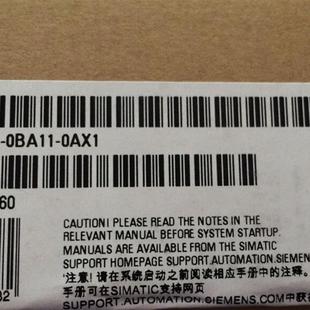 -0BA11-0AX1
60
CAUTION! PLEASE READ THE NOTES IN THE
RELEVANT MANUAL BEFORE SYSTEM STARTUP.
MANUALS ARE AVAILABLE FROM THE SIMATIC
SUPPORT HOMEPAGE SUPPORT.AUTOMATION.SIEMEN
'注意! 请在系统启动之前阅读相应手册中的注释。
手册可在SIMATIC支持网页
SUPPORT.AUTOMATION.SIEMENS.COM中获